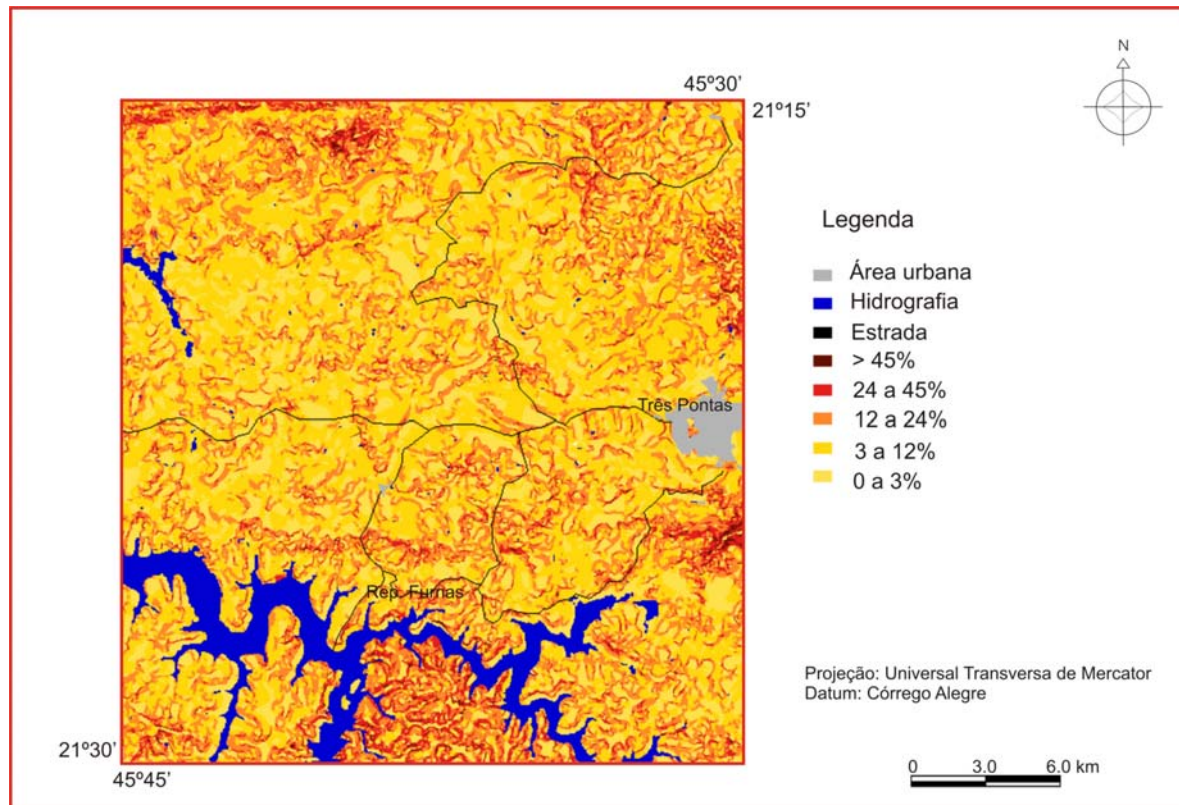 N
45º30'
21º15'
Legenda
Área urbana
Hidrografia
Estrada
> 45%
24 a 45%
12 a 24%
3 a 12%
0 a 3%
Três Pontas
Rep. Furnas
Projeção: Universal Transversa de Mercator
Datum: Córrego Alegre
21º30'
45º45'
0 3.0 6.0 km